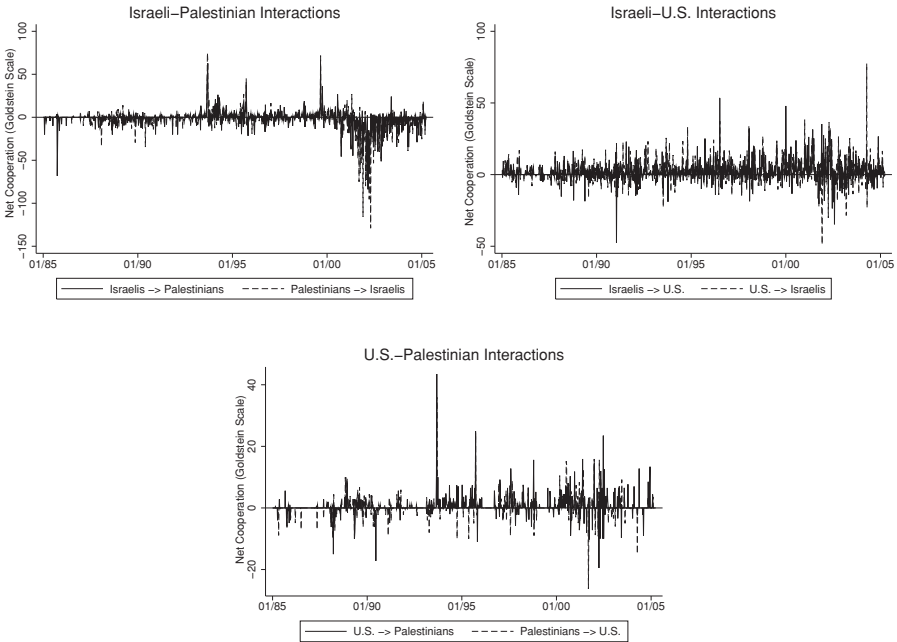 Israeli−Palestinian Interactions
Net Cooperation (Goldstein Scale)
100
50
0
−50
−100
−150
01/85 01/90 01/95 01/00 01/05
Israelis −> Palestinians Palestinians −> Israelis
Israeli−U.S. Interactions
Net Cooperation (Goldstein Scale)
100
50
0
−50
01/85 01/90 01/95 01/00 01/05
Israelis −> U.S. U.S. −> Israelis
U.S.−Palestinian Interactions
Net Cooperation (Goldstein Scale)
40
20
0
−20
01/85 01/90 01/95 01/00 01/05
U.S. −> Palestinians Palestinians −> U.S.